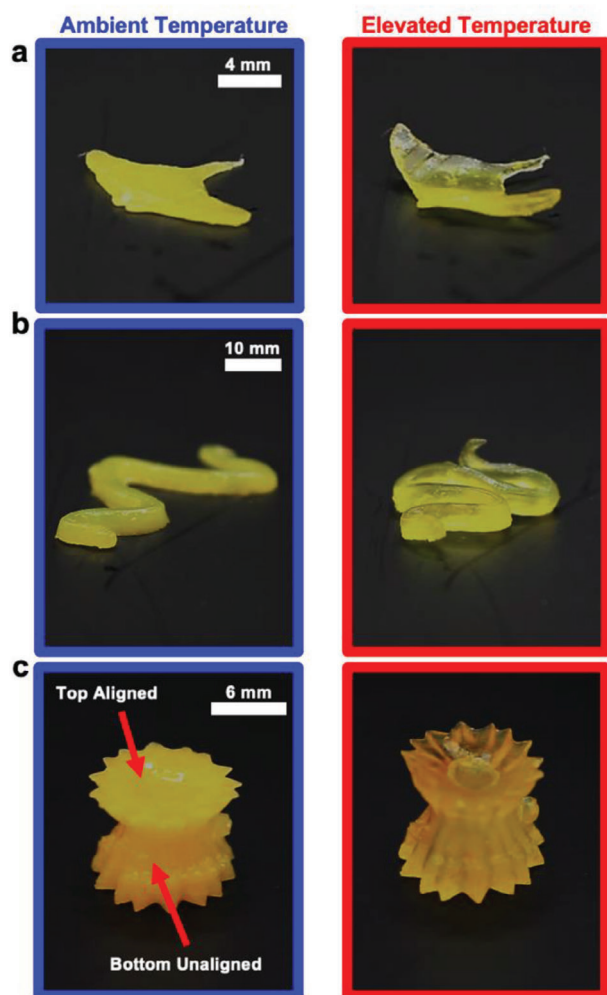 Ambient Temperature
Elevated Temperature
a
4 mm
b
10 mm
c
6 mm
Top Aligned
Bottom Unaligned